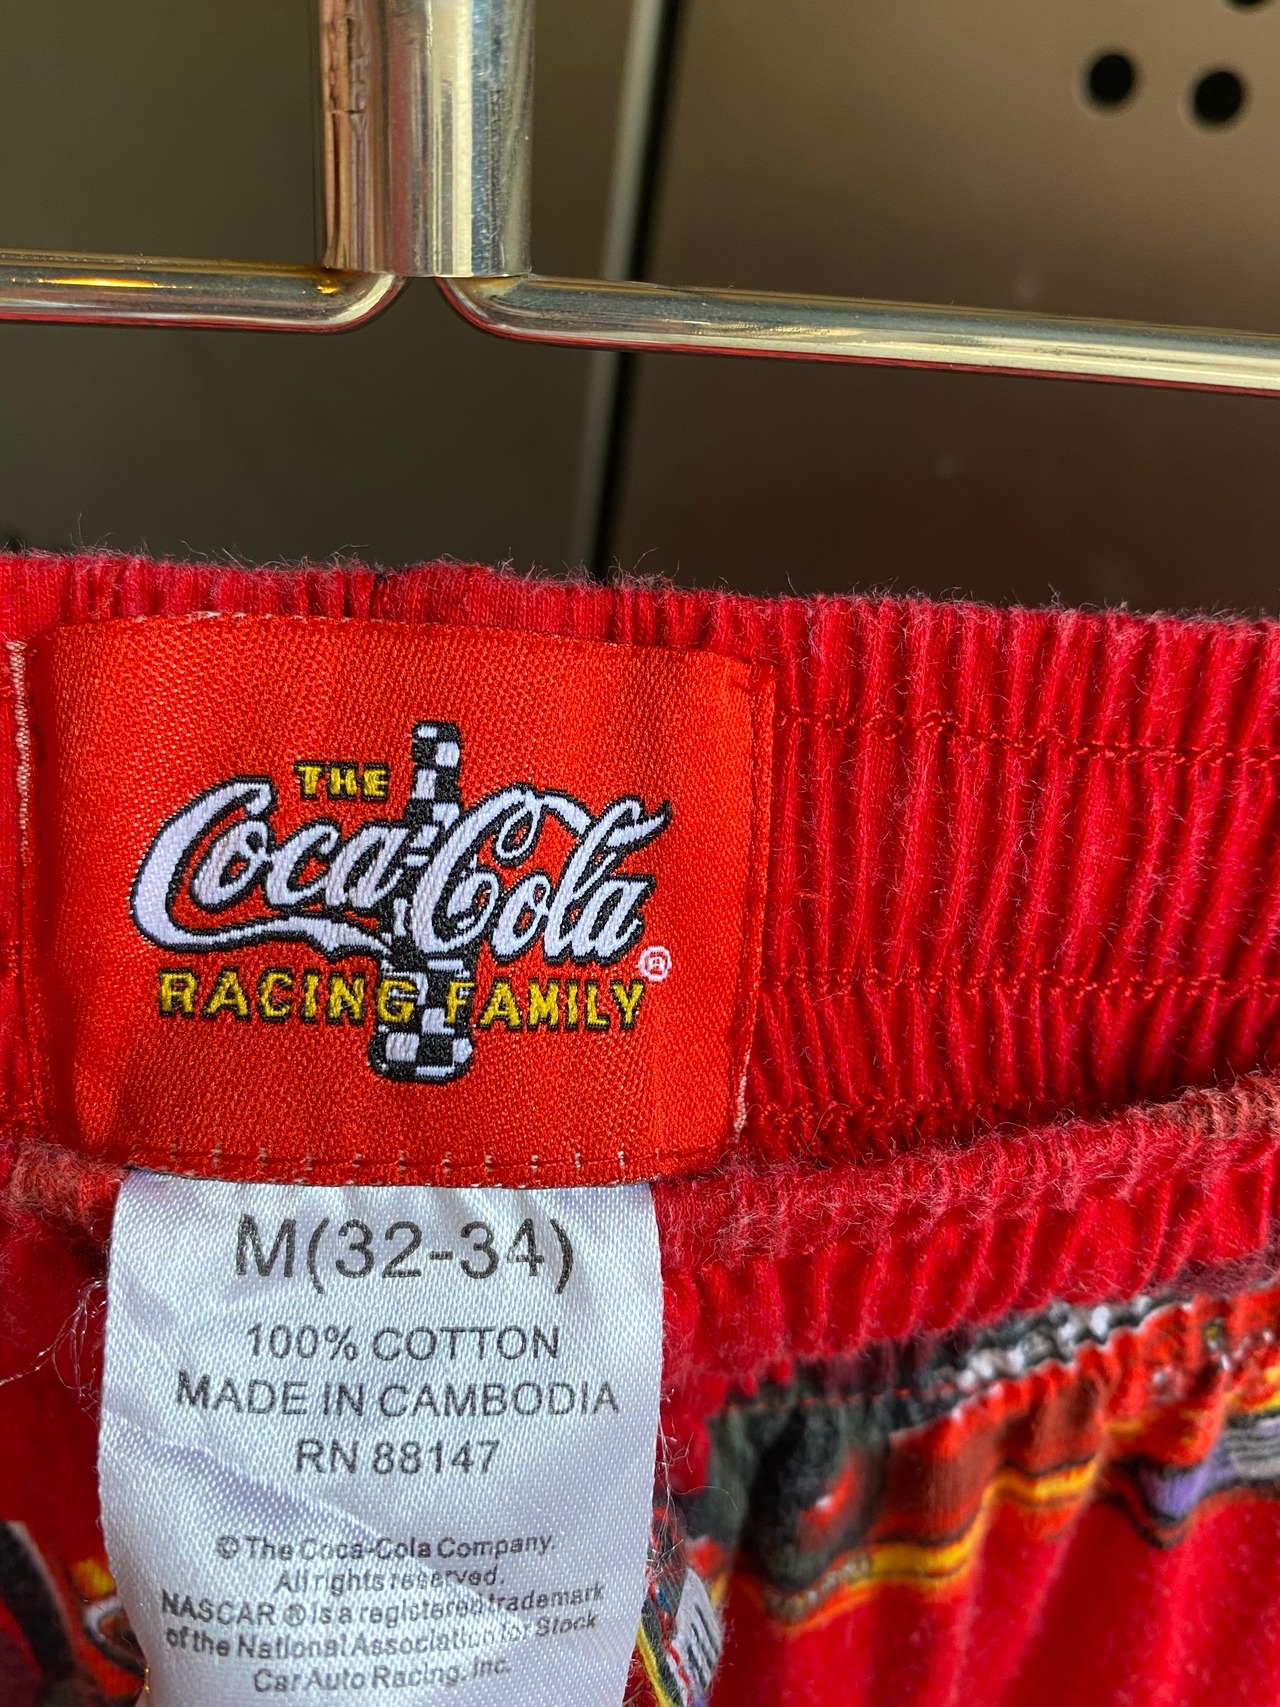 THE
Coca-Cola
®
RACING FAMILY
M(32-34)
100% COTTON
MADE IN CAMBODIA
RN 88147
© The Coca-Cola Company.
All rights reserved.
NASCAR ® is a registered trademark
of the National Association for Stock
Car Auto Racing, Inc.